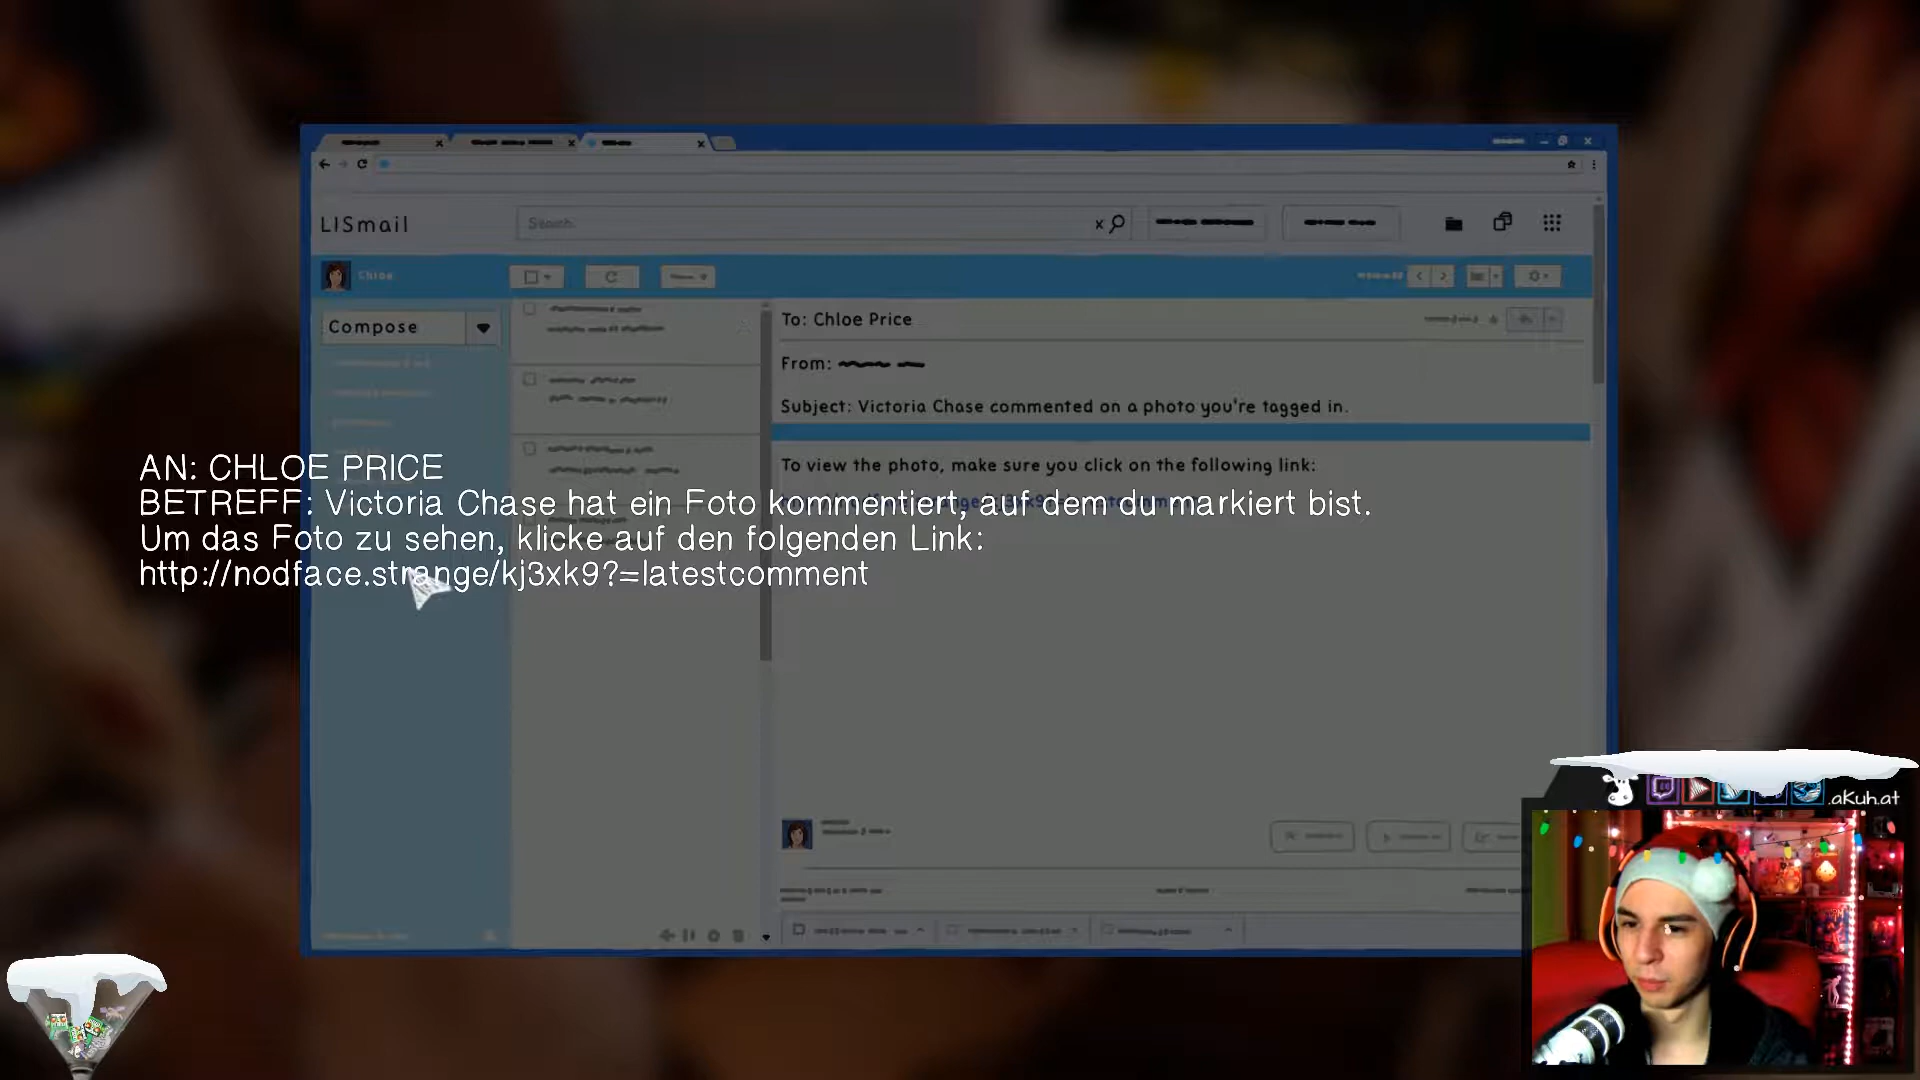 LISmail
Search
Chloe
Compose
To: Chloe Price
From:
Subject: Victoria Chase commented on a photo you're tagged in.
To view the photo, make sure you click on the following link:
AN: CHLOE PRICE
BETREFF: Victoria Chase hat ein Foto kommentiert, auf dem du markiert bist.
Um das Foto zu sehen, klicke auf den folgenden Link:
http://nodface.strange/kj3xk9?=latestcomment
.aKuh.at